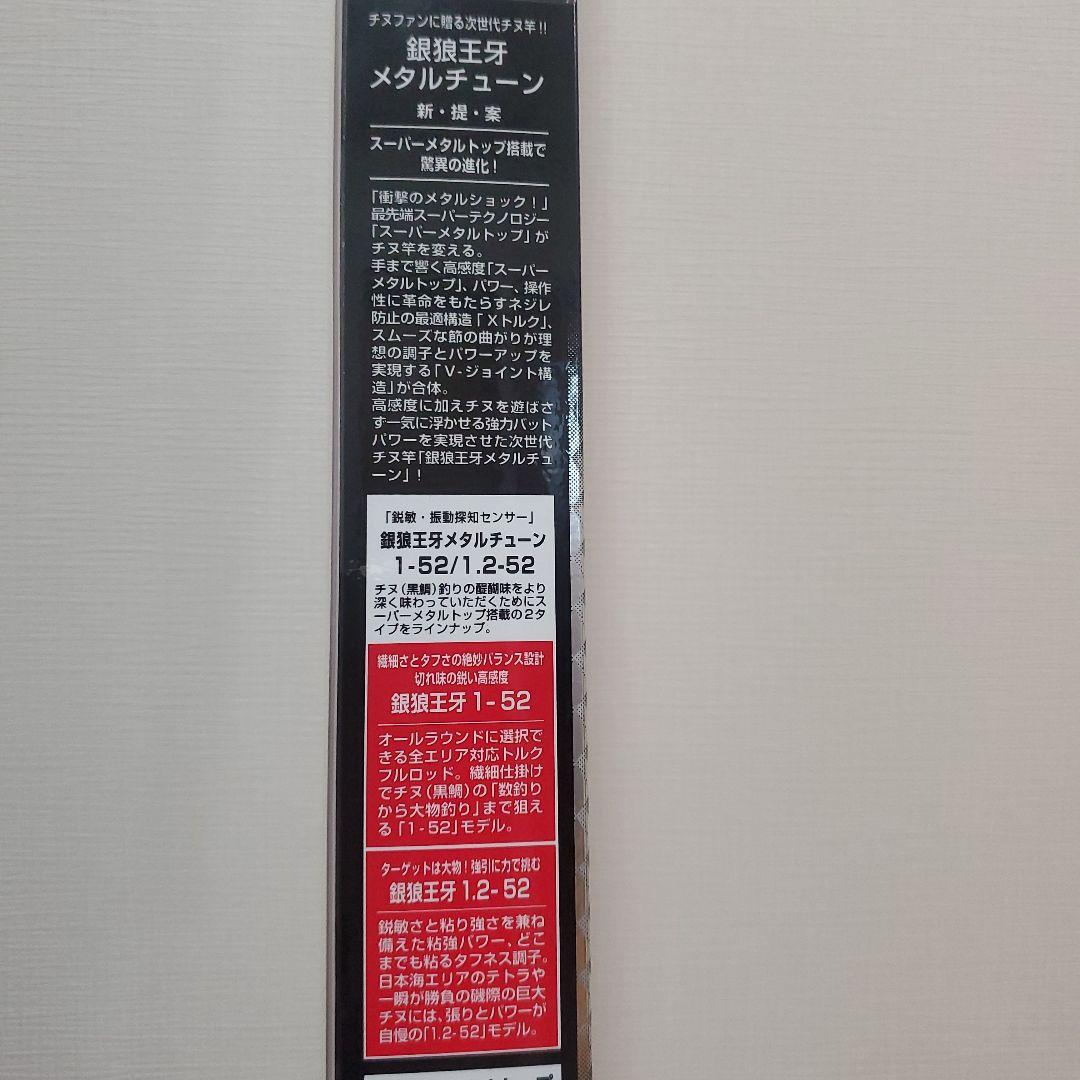 チヌファンに贈る次世代チヌ竿!!
銀狼王牙
メタルチューン
新・提・案
スーパーメタルトップ搭載で
驚異の進化！
「衝撃のメタルショック！」
最先端スーパーテクノロジー
「スーパーメタルトップ」が
チヌ竿を変える。
手まで響く高感度「スーパー
メタルトップ」、パワー、操作
性に革命をもたらすネジレ
防止の最適構造「Xトルク」、
スムーズな節の曲がりが理
想の調子とパワーアップを
実現する「V-ジョイント構
造」が合体。
高感度に加えチヌを遊ばさ
ず一気に浮かせる強力バット
パワーを実現させた次世代
チヌ竿「銀狼王牙メタルチュ
ーン」！
「鋭敏・振動探知センサー」
銀狼王牙メタルチューン
1-52/1.2-52
チヌ（黒鯛）釣りの醍醐味をより
深く味わっていただくためにス
ーパーメタルトップ搭載の2タ
イプをラインナップ。
繊細さとタフさの絶妙バランス設計
切れ味の鋭い高感度
銀狼王牙1-52
オールラウンドに選択で
きる全エリア対応トルク
フルロッド。繊細仕掛け
でチヌ（黒鯛）の「数釣り
から大物釣り」まで狙え
る「1-52」モデル。
ターゲットは大物！強引に力で挑む
銀狼王牙1.2-52
鋭敏さと粘り強さを兼ね
備えた粘強パワー、どこ
までも粘るタフネス調子。
日本海エリアのテトラや
一瞬が勝負の磯際の巨大
チヌには、張りとパワーが
自慢の「1.2-52」モデル。